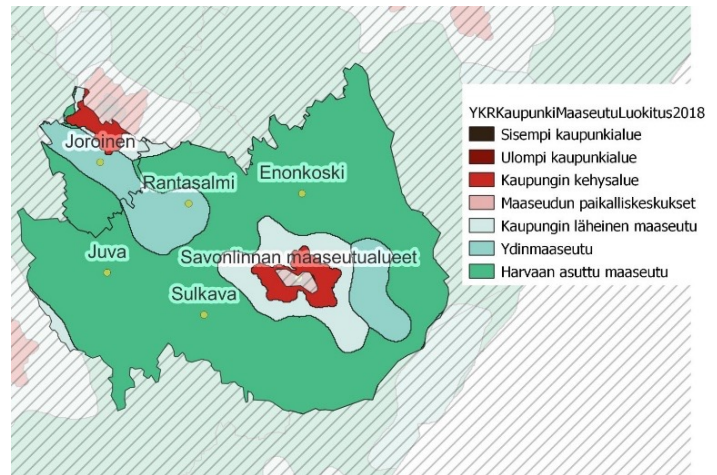 Joroinen
Rantasalmi
Enonkoski
Juva
Savonlinnan maaseutualueet
Sulkava
YKRKaupunkiMaaseutuLuokitus2018
Sisempi kaupunkialue
Ulompi kaupunkialue
Kaupungin kehysalue
Maaseudun paikalliskeskukset
Kaupungin läheinen maaseutu
Ydinmaaseutu
Harvaan asuttu maaseutu